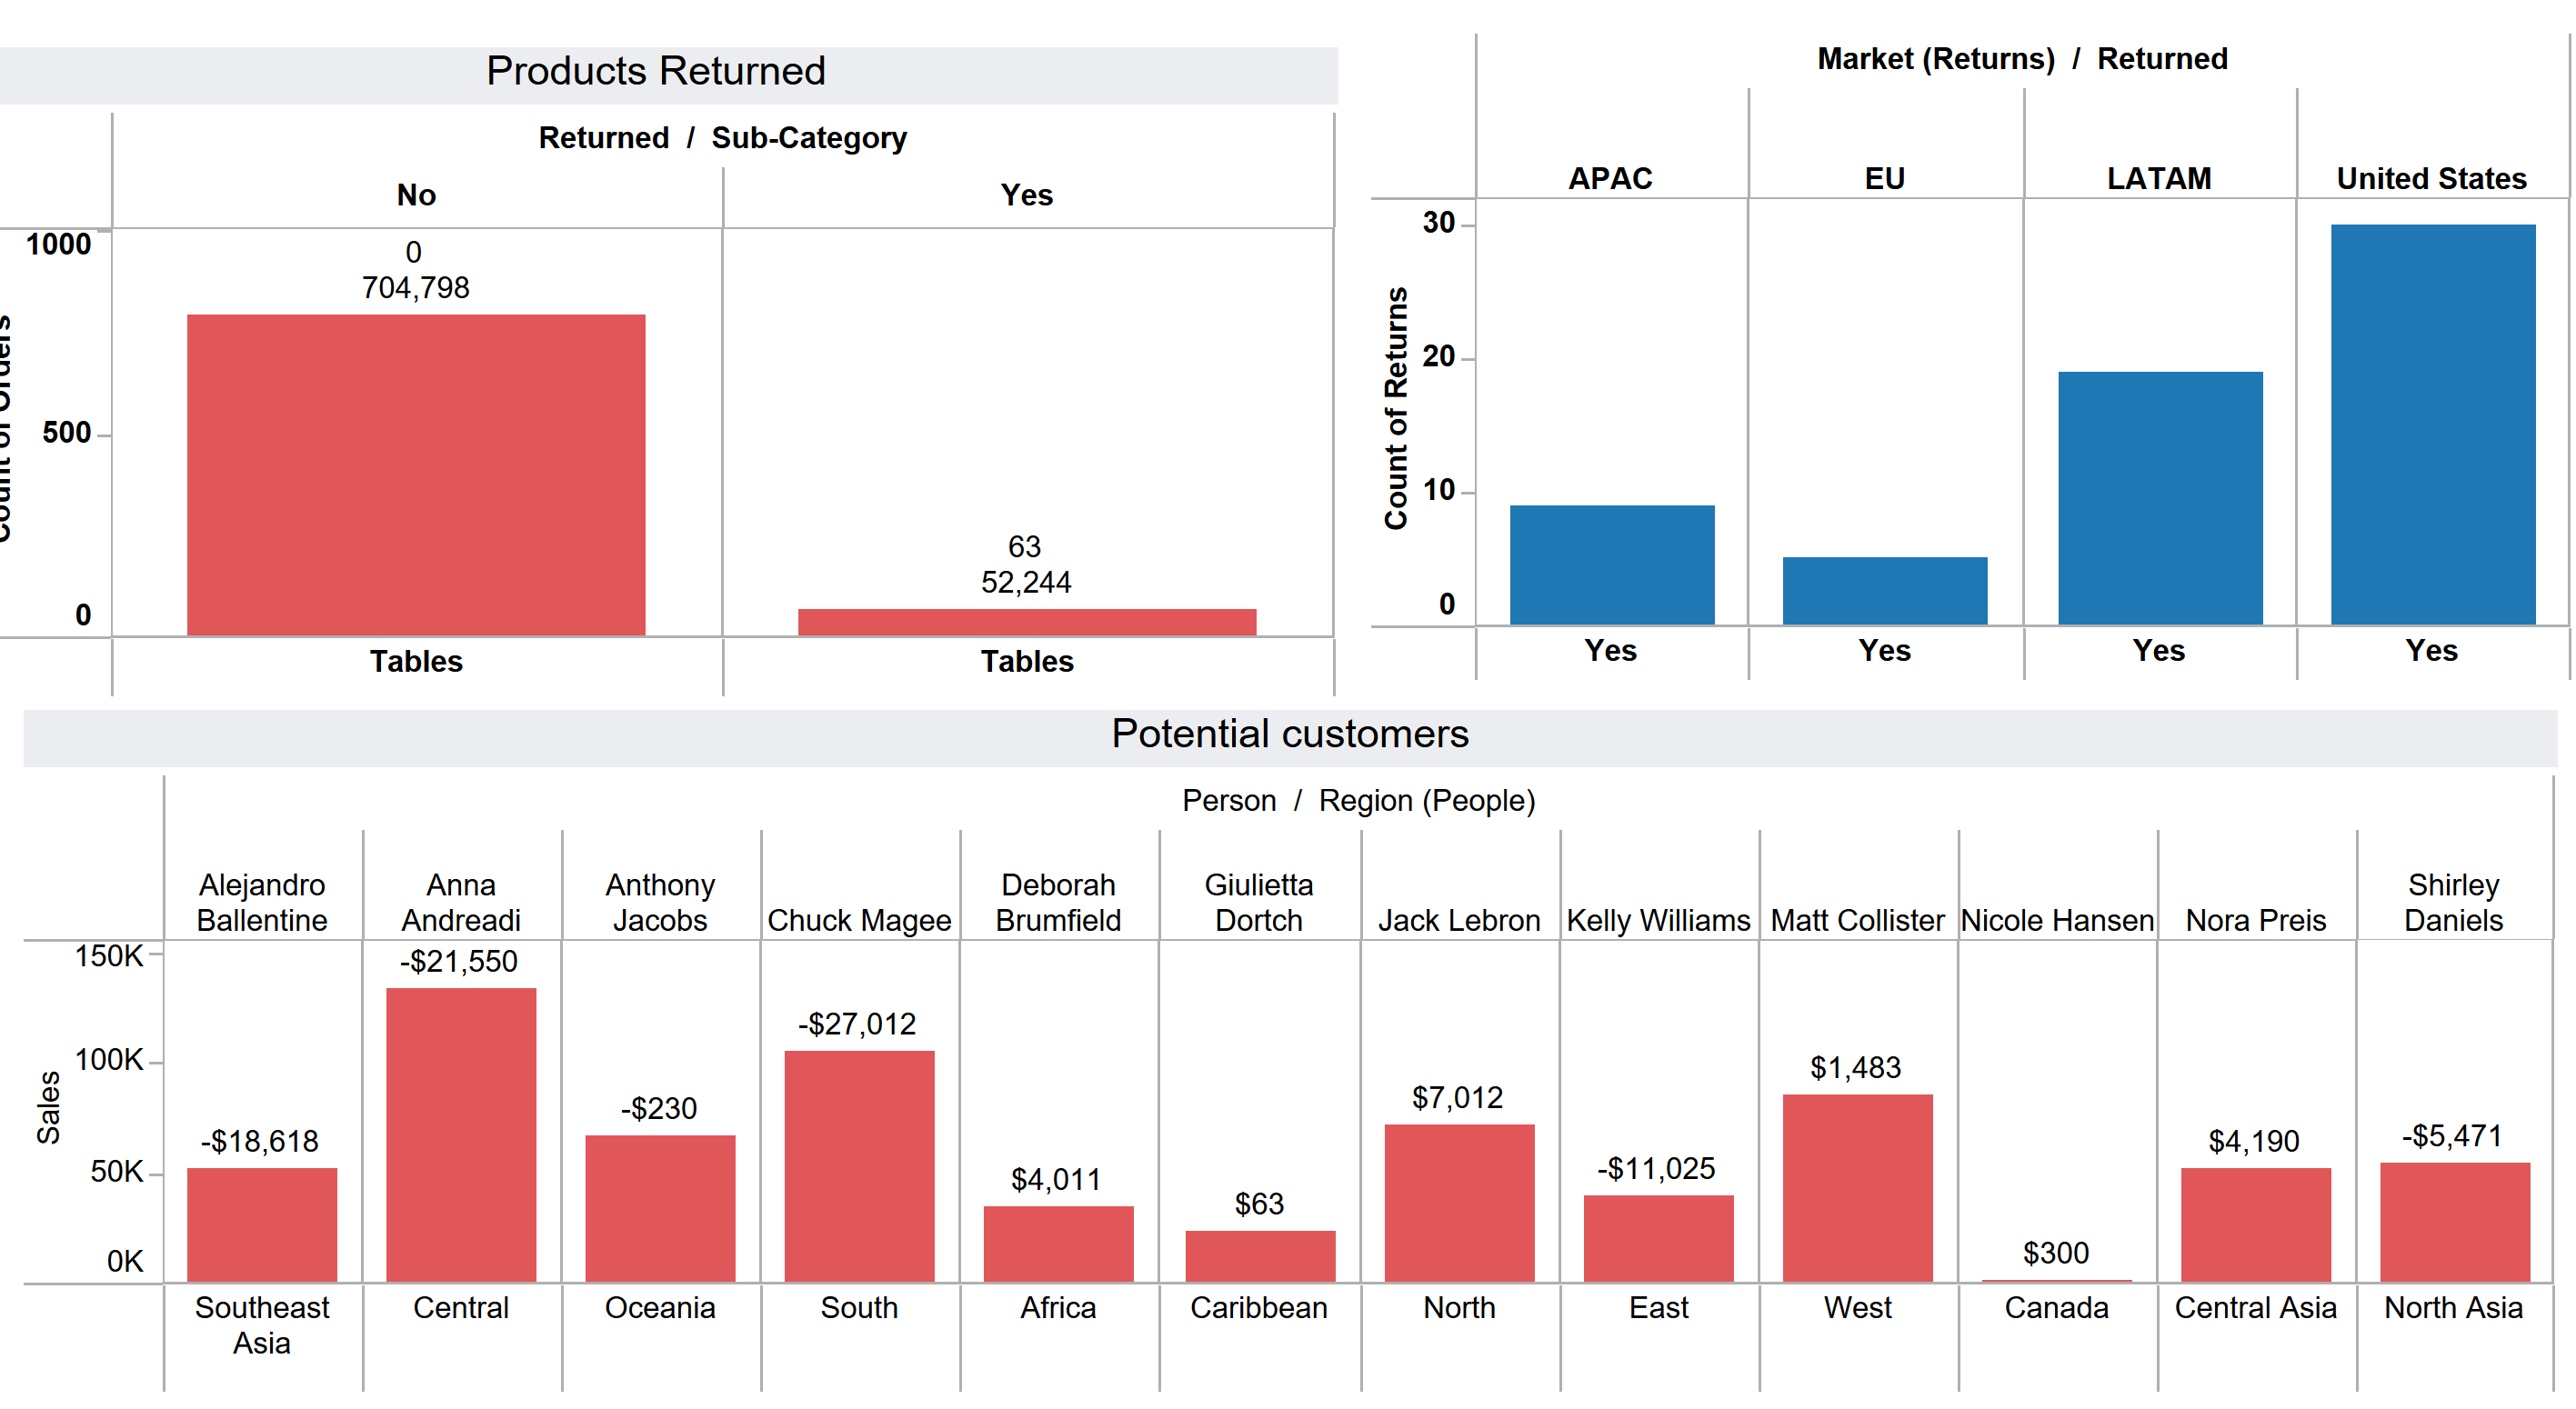 Products Returned
Returned / Sub-Category
No
Yes
1000
500
0
Count of Orders
0
704,798
63
52,244
Tables
Tables
Market (Returns) / Returned
APAC
EU
LATAM
United States
30
20
10
0
Count of Returns
Yes
Yes
Yes
Yes
Potential customers
Person / Region (People)
Alejandro
Ballentine
Anna
Andreadi
Anthony
Jacobs
Chuck Magee
Deborah
Brumfield
Giulietta
Dortch
Jack Lebron
Kelly Williams
Matt Collister
Nicole Hansen
Nora Preis
Shirley
Daniels
150K
100K
50K
0K
Sales
-$18,618
-$21,550
-$230
-$27,012
$4,011
$63
$7,012
-$11,025
$1,483
$300
$4,190
-$5,471
Southeast
Asia
Central
Oceania
South
Africa
Caribbean
North
East
West
Canada
Central Asia
North Asia